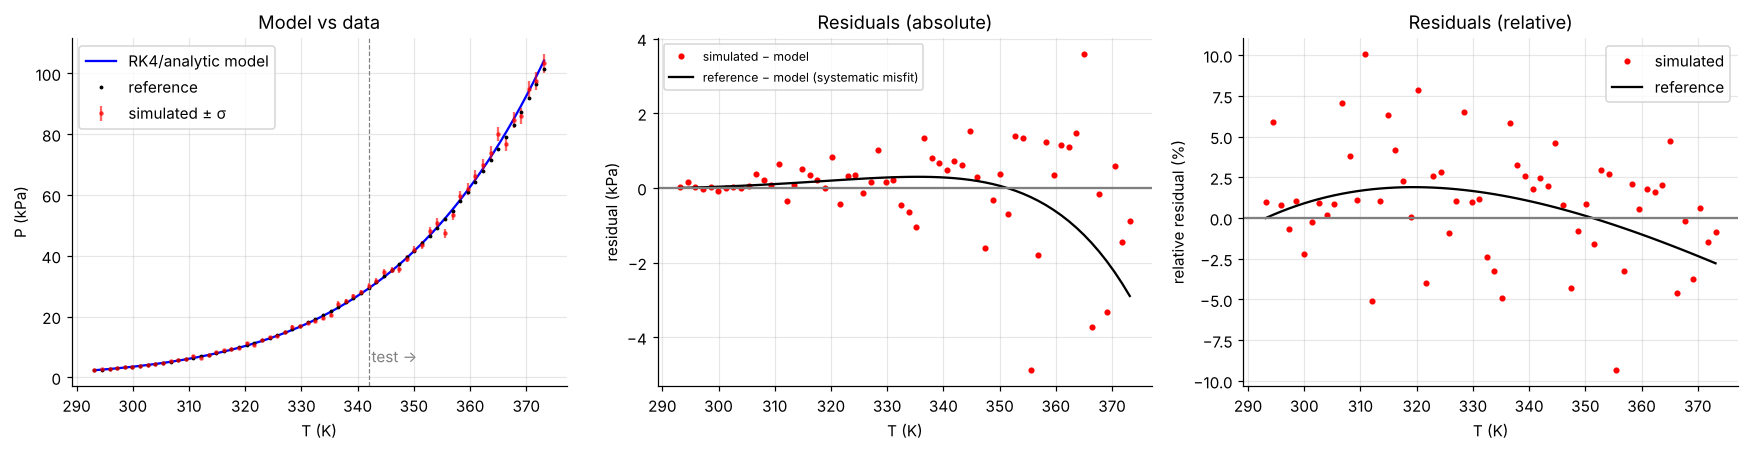 Model vs data
RK4/analytic model
reference
simulated ± σ
test →
P (kPa)
100
80
60
40
20
0
290 300 310 320 330 340 350 360 370
T (K)
Residuals (absolute)
simulated − model
reference − model (systematic misfit)
residual (kPa)
4
2
0
−2
−4
290 300 310 320 330 340 350 360 370
T (K)
Residuals (relative)
simulated
reference
relative residual (%)
10.0
7.5
5.0
2.5
0.0
−2.5
−5.0
−7.5
−10.0
290 300 310 320 330 340 350 360 370
T (K)